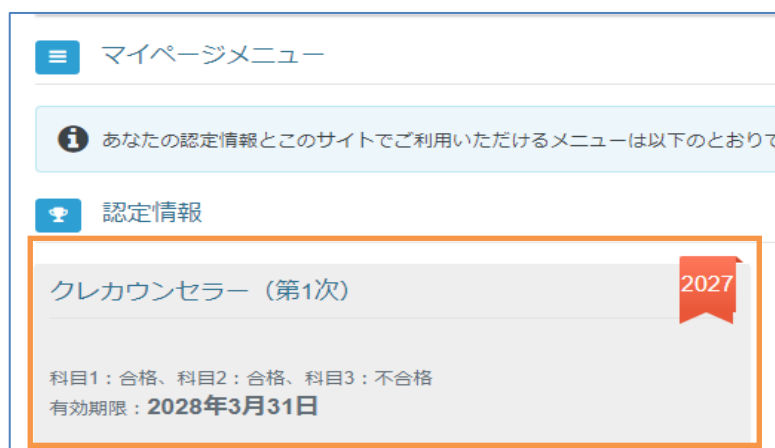 マイページメニュー
あなたの認定情報とこのサイトでご利用いただけるメニューは以下のとおりで
認定情報
クレカウンセラー（第1次）
2027
科目1：合格、科目2：合格、科目3：不合格
有効期限：2028年3月31日